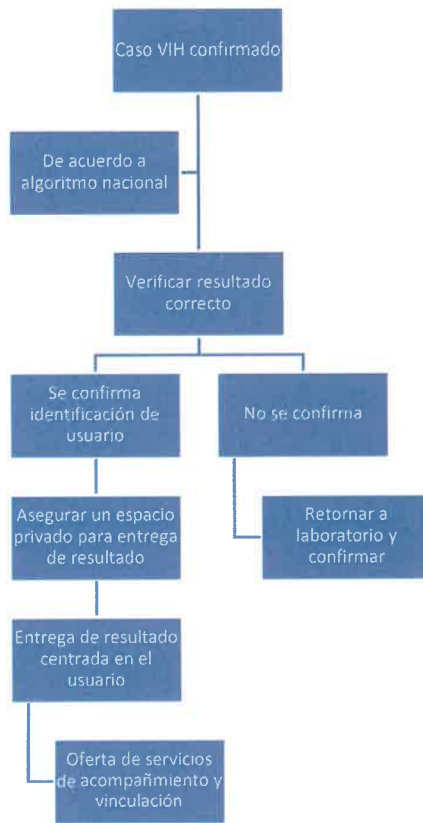 Caso VIH confirmado
De acuerdo a
algoritmo nacional
Verificar resultado
correcto
Se confirma
identificación de
usuario
No se confirma
Asegurar un espacio
privado para entrega
de resultado
Retornar a
laboratorio y
confirmar
Entrega de resultado
centrada en el
usuario
Oferta de servicios
de acompañmiento y
vinculación